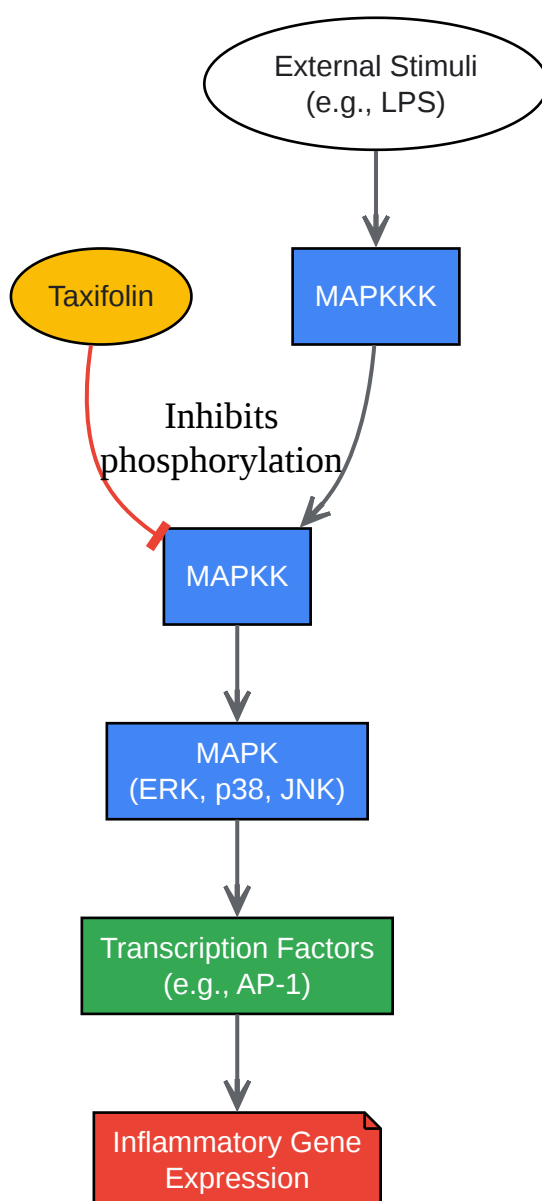 External Stimuli
(e.g., LPS)
MAPKKK
Taxifolin
Inhibits
phosphorylation
MAPKK
MAPK
(ERK, p38, JNK)
Transcription Factors
(e.g., AP-1)
Inflammatory Gene
Expression